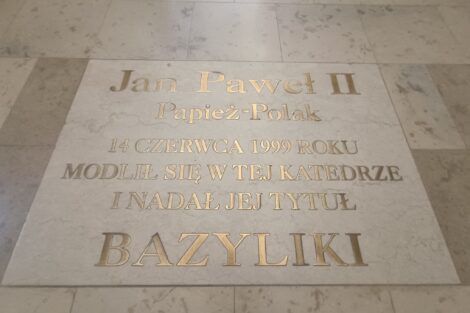 Jan Paweł II
Papież-Polak
14 CZERWCA 1999 ROKU
MODLIŁ SIĘ W TEJ KATEDRZE
I NADAŁ JEJ TYTUŁ
BAZYLIKI